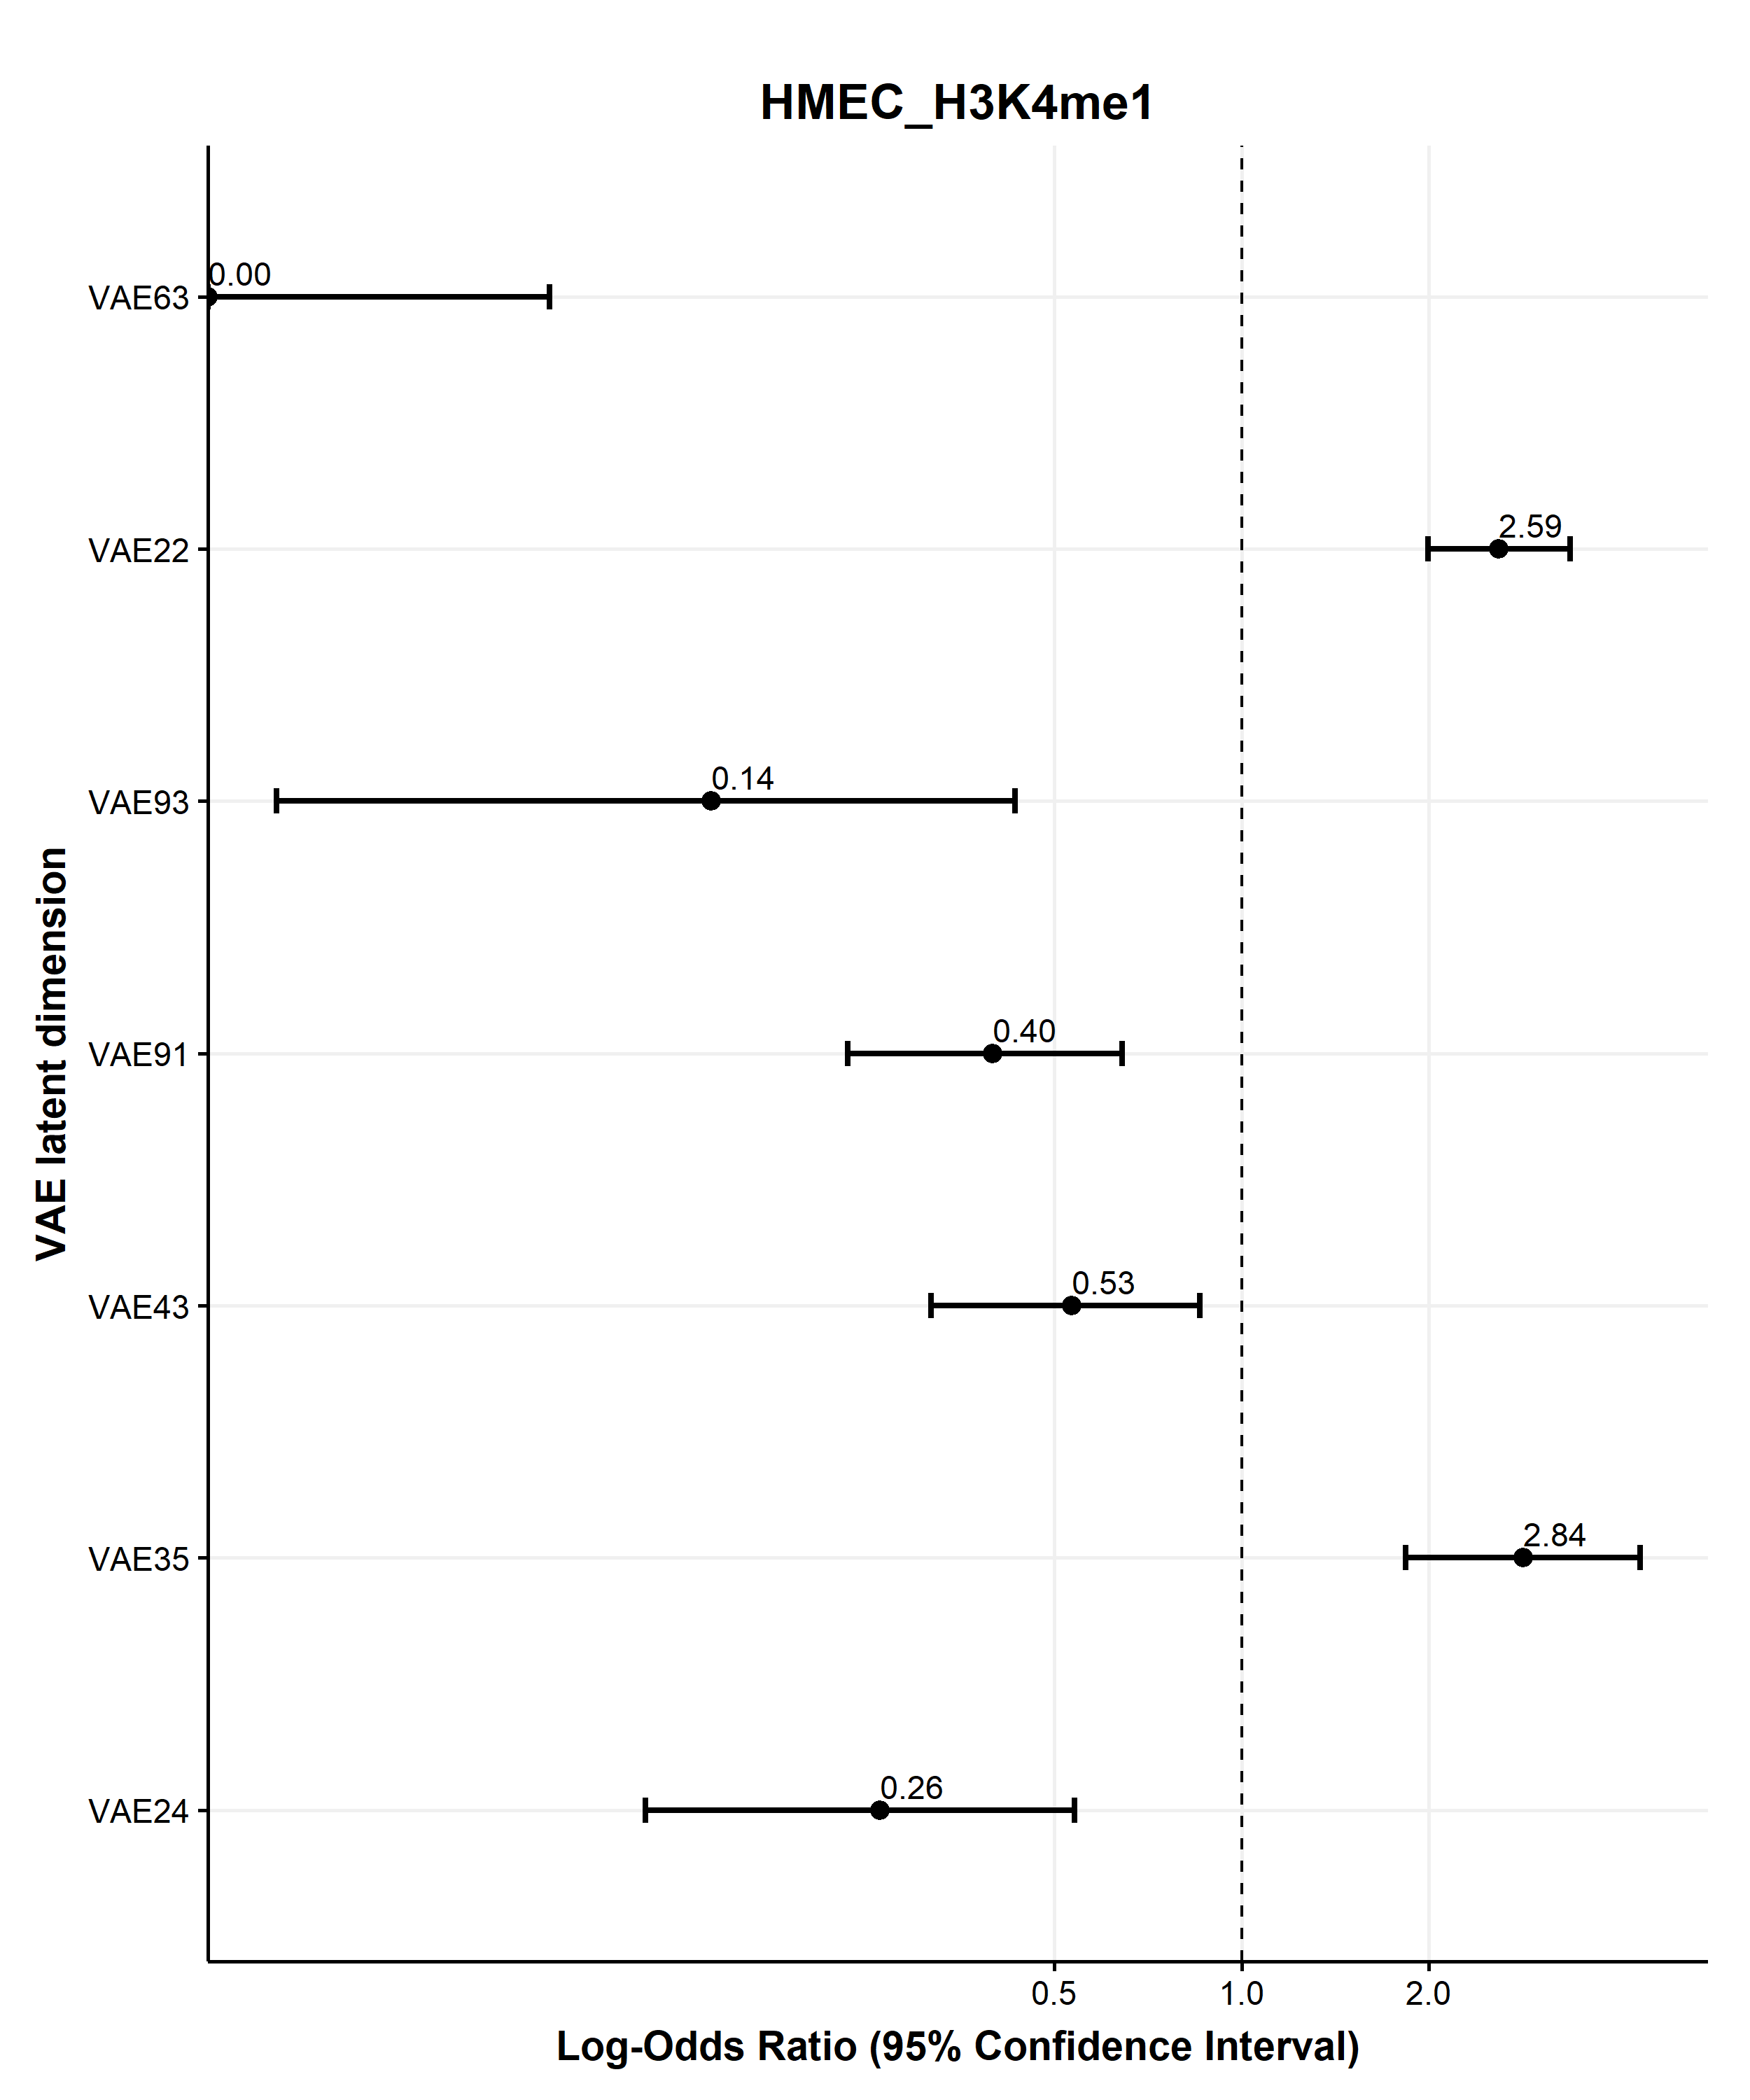 HMEC_H3K4me1
VAE latent dimension
VAE63
0.00
VAE22
2.59
VAE93
0.14
VAE91
0.40
VAE43
0.53
VAE35
2.84
VAE24
0.26
0.5 1.0 2.0
Log-Odds Ratio (95% Confidence Interval)